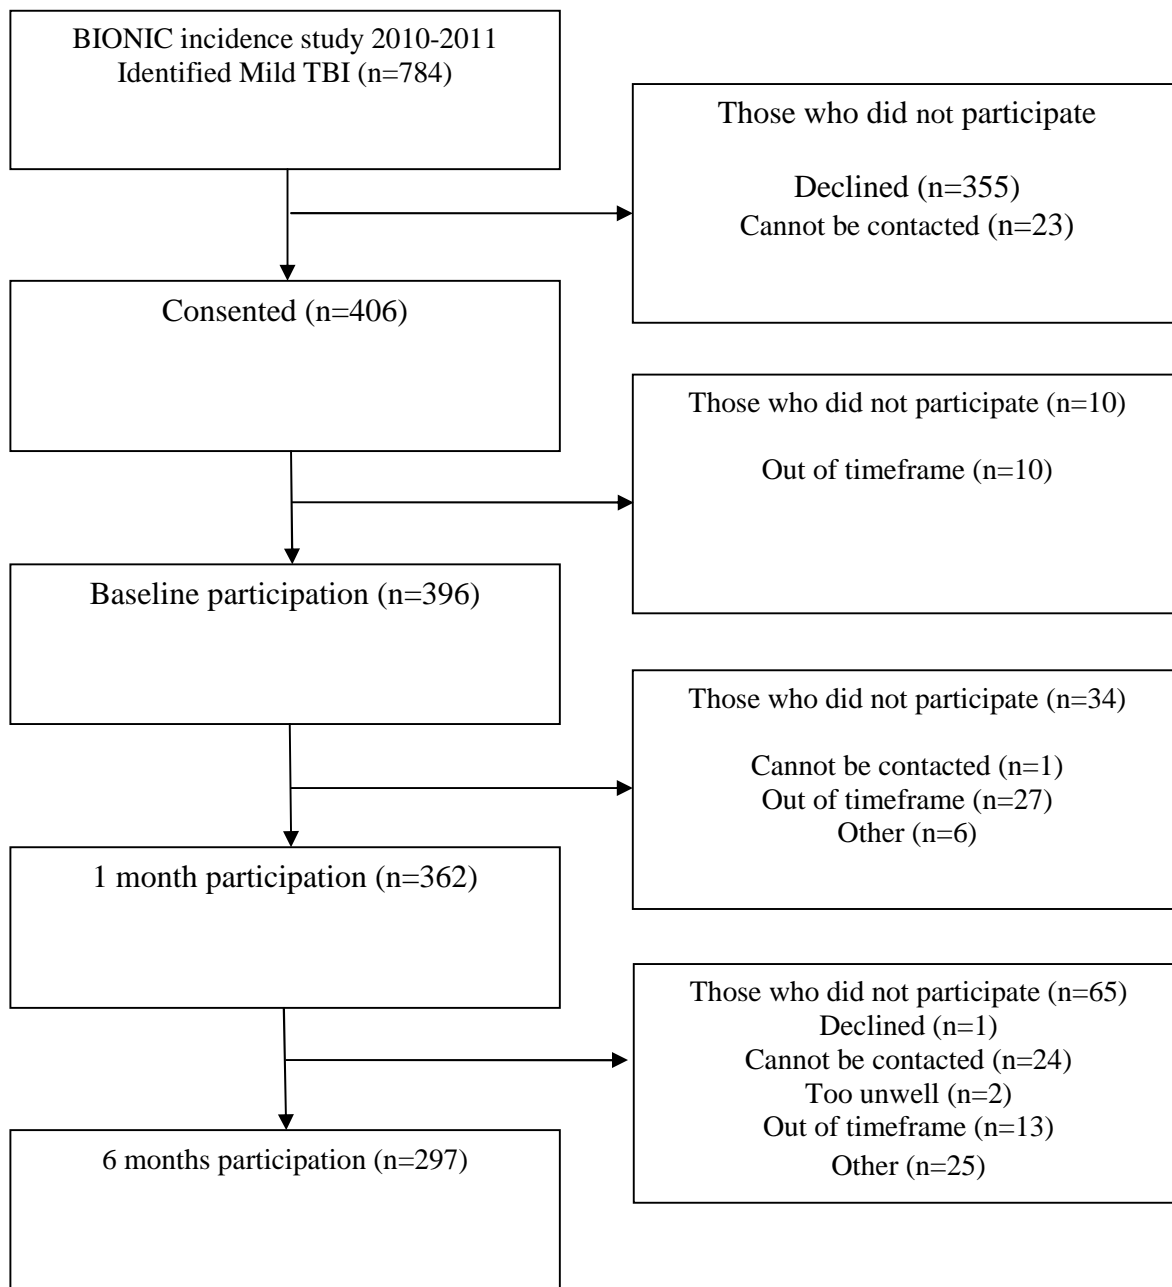 BIONIC incidence study 2010-2011
Identified Mild TBI (n=784)
Those who did not participate
Declined (n=355)
Cannot be contacted (n=23)
Consented (n=406)
Those who did not participate (n=10)
Out of timeframe (n=10)
Baseline participation (n=396)
Those who did not participate (n=34)
Cannot be contacted (n=1)
Out of timeframe (n=27)
Other (n=6)
1 month participation (n=362)
Those who did not participate (n=65)
Declined (n=1)
Cannot be contacted (n=24)
Too unwell (n=2)
Out of timeframe (n=13)
Other (n=25)
6 months participation (n=297)